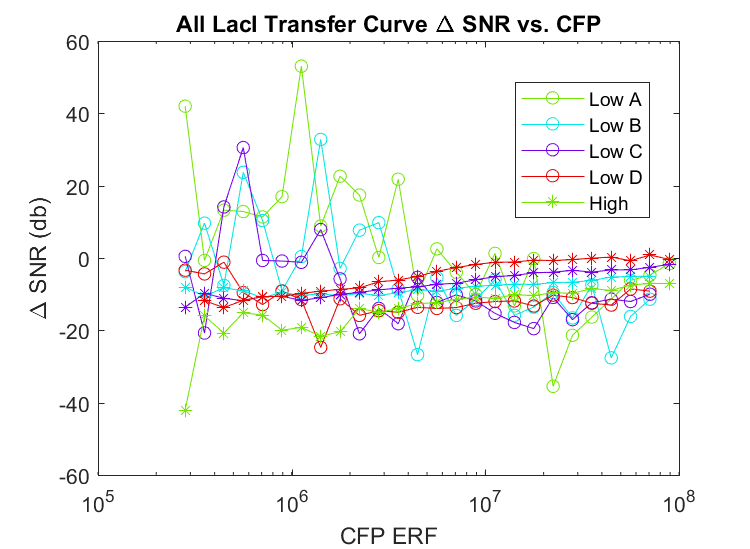 All LacI Transfer Curve Δ SNR vs. CFP
60
40
20
0
-20
-40
-60
Δ SNR (db)
Low A
Low B
Low C
Low D
High
10^5
10^6
10^7
10^8
CFP ERF